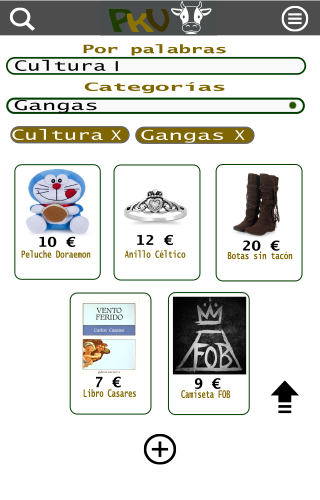 PKV
Por palabras
Cultura I
Categorías
Gangas
Cultura X Gangas X
10 €
Peluche Doraemon
12 €
Anillo Céltico
20 €
Botas sin tacón
VENTO
FERIDO
Carlos Casares
7 €
Libro Casares
FOB
9 €
Camiseta FOB